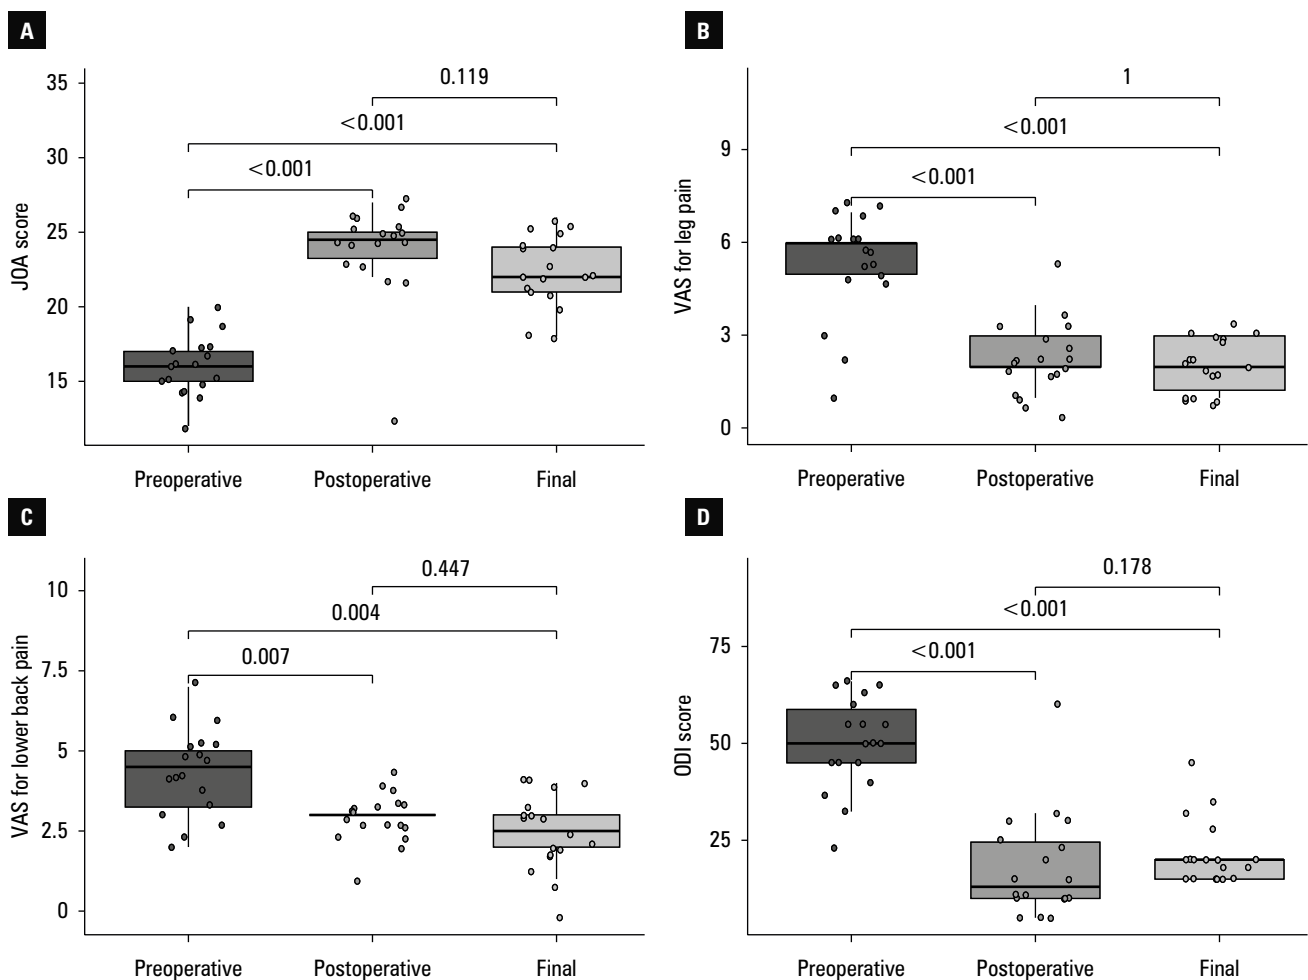 A
JOA score
35
30
25
20
15
0.119
<0.001
<0.001
Preoperative Postoperative Final
B
VAS for leg pain
9
6
3
0
1
<0.001
<0.001
Preoperative Postoperative Final
C
VAS for lower back pain
10
7.5
5
2.5
0
0.447
0.004
0.007
Preoperative Postoperative Final
D
ODI score
75
50
25
0.178
<0.001
<0.001
Preoperative Postoperative Final